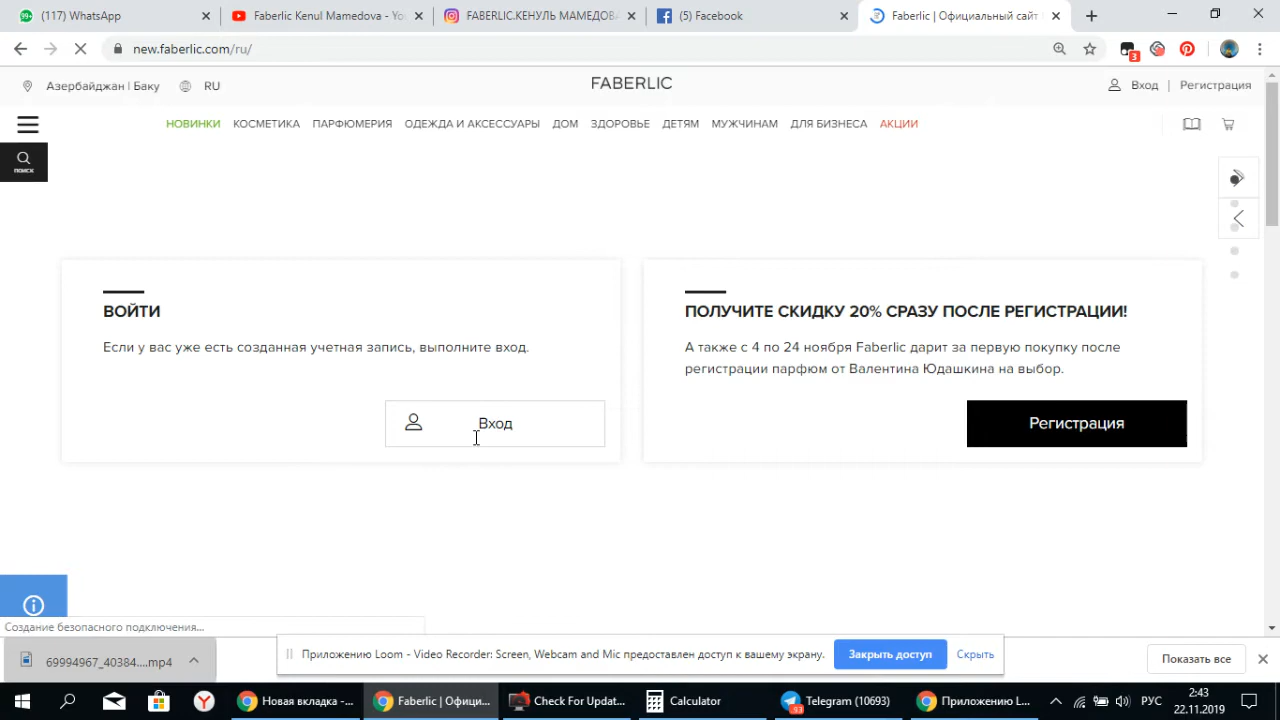 (117) WhatsApp
Faberlic Kenul Mamedova - Yo
FABERLIC.КЕНУЛЬ МАМЕДОВА
(5) Facebook
Faberlic | Официальный сайт
new.faberlic.com/ru/
3
Азербайджан | Баку
RU
FABERLIC
Вход | Регистрация
НОВИНКИ КОСМЕТИКА ПАРФЮМЕРИЯ ОДЕЖДА И АКСЕССУАРЫ ДОМ ЗДОРОВЬЕ ДЕТЯМ МУЖЧИНАМ ДЛЯ БИЗНЕСА АКЦИИ
ПОИСК
ВОЙТИ
Если у вас уже есть созданная учетная запись, выполните вход.
Вход
ПОЛУЧИТЕ СКИДКУ 20% СРАЗУ ПОСЛЕ РЕГИСТРАЦИИ!
А также с 4 по 24 ноября Faberlic дарит за первую покупку после
регистрации парфюм от Валентина Юдашкина на выбор.
Регистрация
Создание безопасного подключения...
69994967_40384....mp4
Приложению Loom - Video Recorder: Screen, Webcam and Mic предоставлен доступ к вашему экрану.
Закрыть доступ
Скрыть
Показать все
Новая вкладка -...
Faberlic | Офици...
Check For Updat...
Calculator
Telegram (10693)
Приложению L...
РУС
2:43
22.11.2019